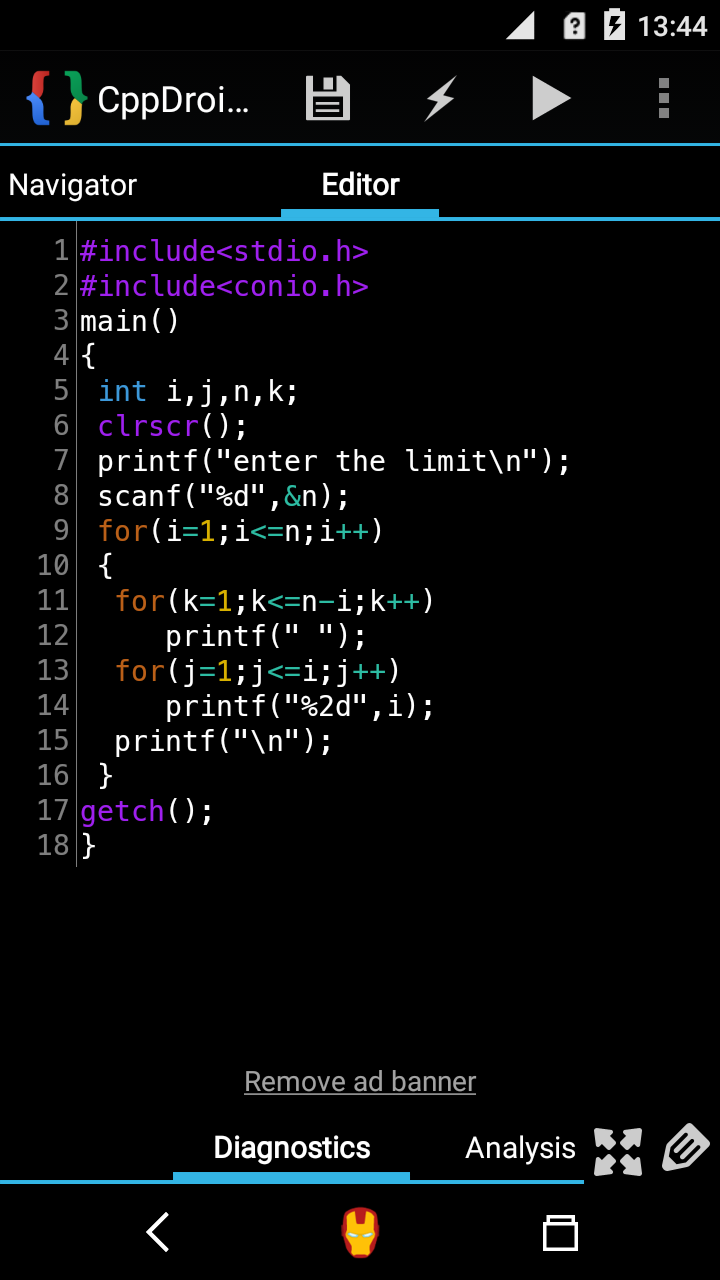 13:44
CppDroi...
Navigator Editor
1 #include<stdio.h>
2 #include<conio.h>
3 main()
4 {
5 int i,j,n,k;
6 clrscr();
7 printf("enter the limit\n");
8 scanf("%d",&n);
9 for(i=1;i<=n;i++)
10 {
11 for(k=1;k<=n-i;k++)
12 printf(" ");
13 for(j=1;j<=i;j++)
14 printf("%2d",i);
15 printf("\n");
16 }
17 getch();
18 }
Remove ad banner
Diagnostics Analysis